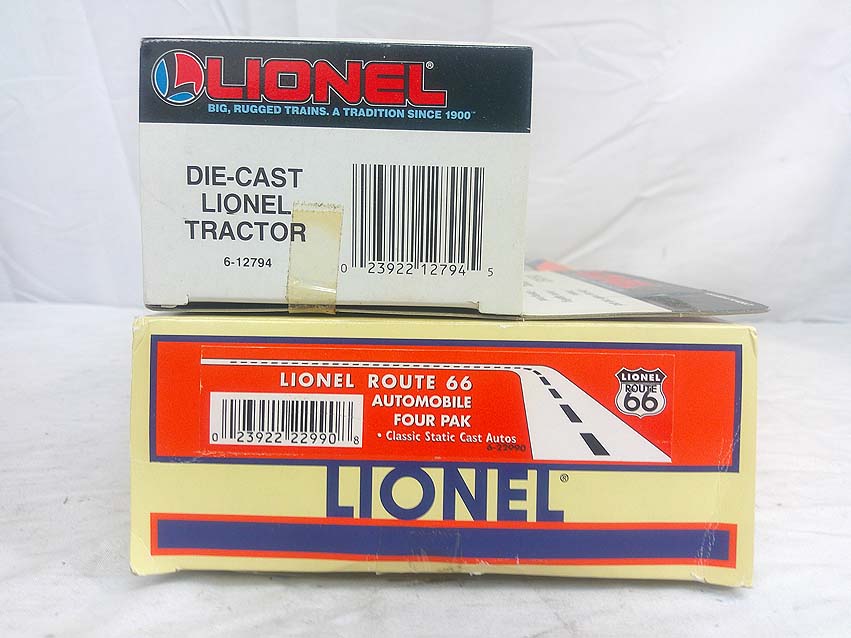 LIONEL®
BIG, RUGGED TRAINS. A TRADITION SINCE 1900™
DIE-CAST
LIONEL
TRACTOR
6-12794
0 23922 12794 5
LIONEL ROUTE 66
AUTOMOBILE
FOUR PAK
• Classic Static Cast Autos
6-22990
0 23922 22990 8
LIONEL
ROUTE
66
LIONEL®